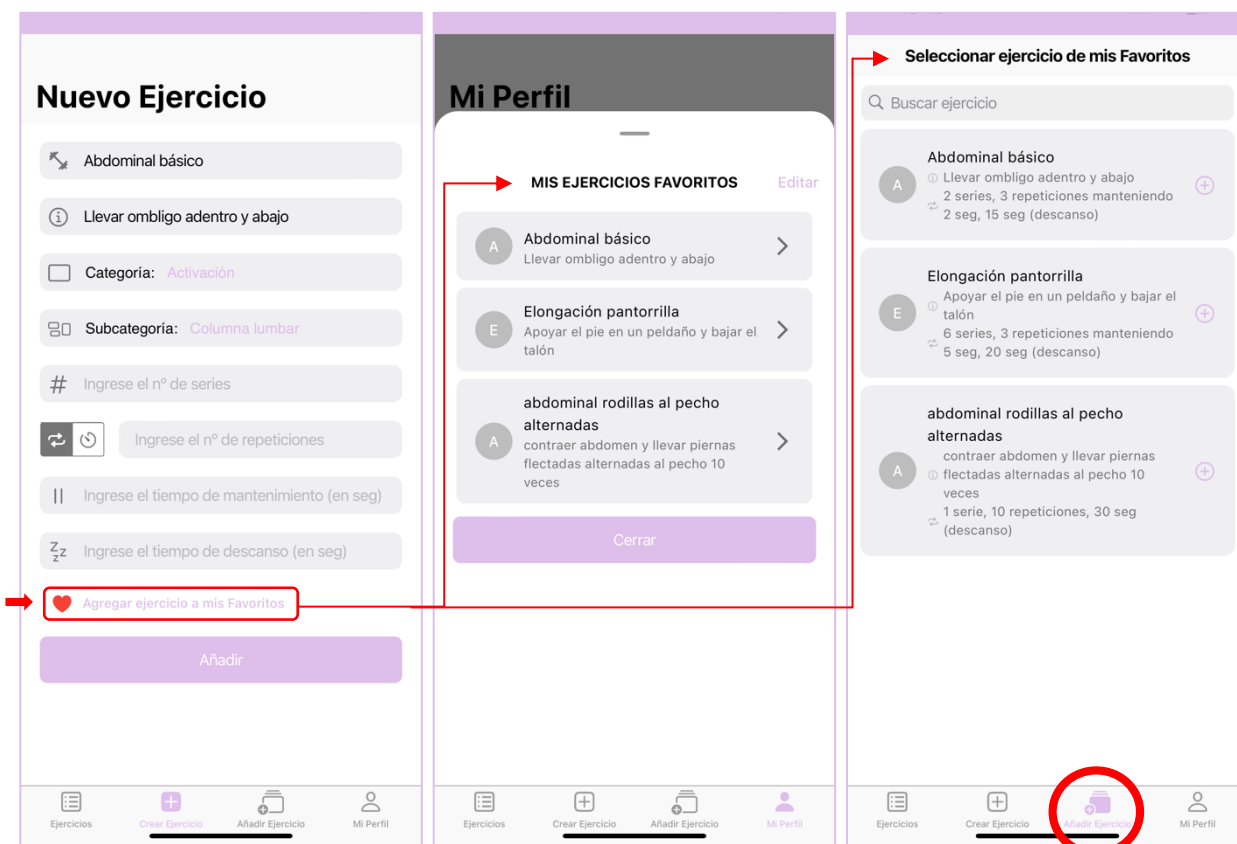 Nuevo Ejercicio
Abdominal básico
Llevar ombligo adentro y abajo
Categoría: Activación
Subcategoría: Columna lumbar
# Ingrese el nº de series
Ingrese el nº de repeticiones
Ingrese el tiempo de mantenimiento (en seg)
Zzz Ingrese el tiempo de descanso (en seg)
Agregar ejercicio a mis Favoritos
Añadir
Ejercicios
Crear Ejercicio
Añadir Ejercicio
Mi Perfil
Mi Perfil
MIS EJERCICIOS FAVORITOS
Editar
A
Abdominal básico
Llevar ombligo adentro y abajo
E
Elongación pantorrilla
Apoyar el pie en un peldaño y bajar el
talón
A
abdominal rodillas al pecho
alternadas
contraer abdomen y llevar piernas
flectadas alternadas al pecho 10
veces
Cerrar
Ejercicios
Crear Ejercicio
Añadir Ejercicio
Mi Perfil
Seleccionar ejercicio de mis Favoritos
Buscar ejercicio
A
Abdominal básico
Llevar ombligo adentro y abajo
2 series, 3 repeticiones manteniendo
2 seg, 15 seg (descanso)
E
Elongación pantorrilla
Apoyar el pie en un peldaño y bajar el
talón
6 series, 3 repeticiones manteniendo
5 seg, 20 seg (descanso)
A
abdominal rodillas al pecho
alternadas
contraer abdomen y llevar piernas
flectadas alternadas al pecho 10
veces
1 serie, 10 repeticiones, 30 seg
(descanso)
Ejercicios
Crear Ejercicio
Añadir Ejercicio
Mi Perfil